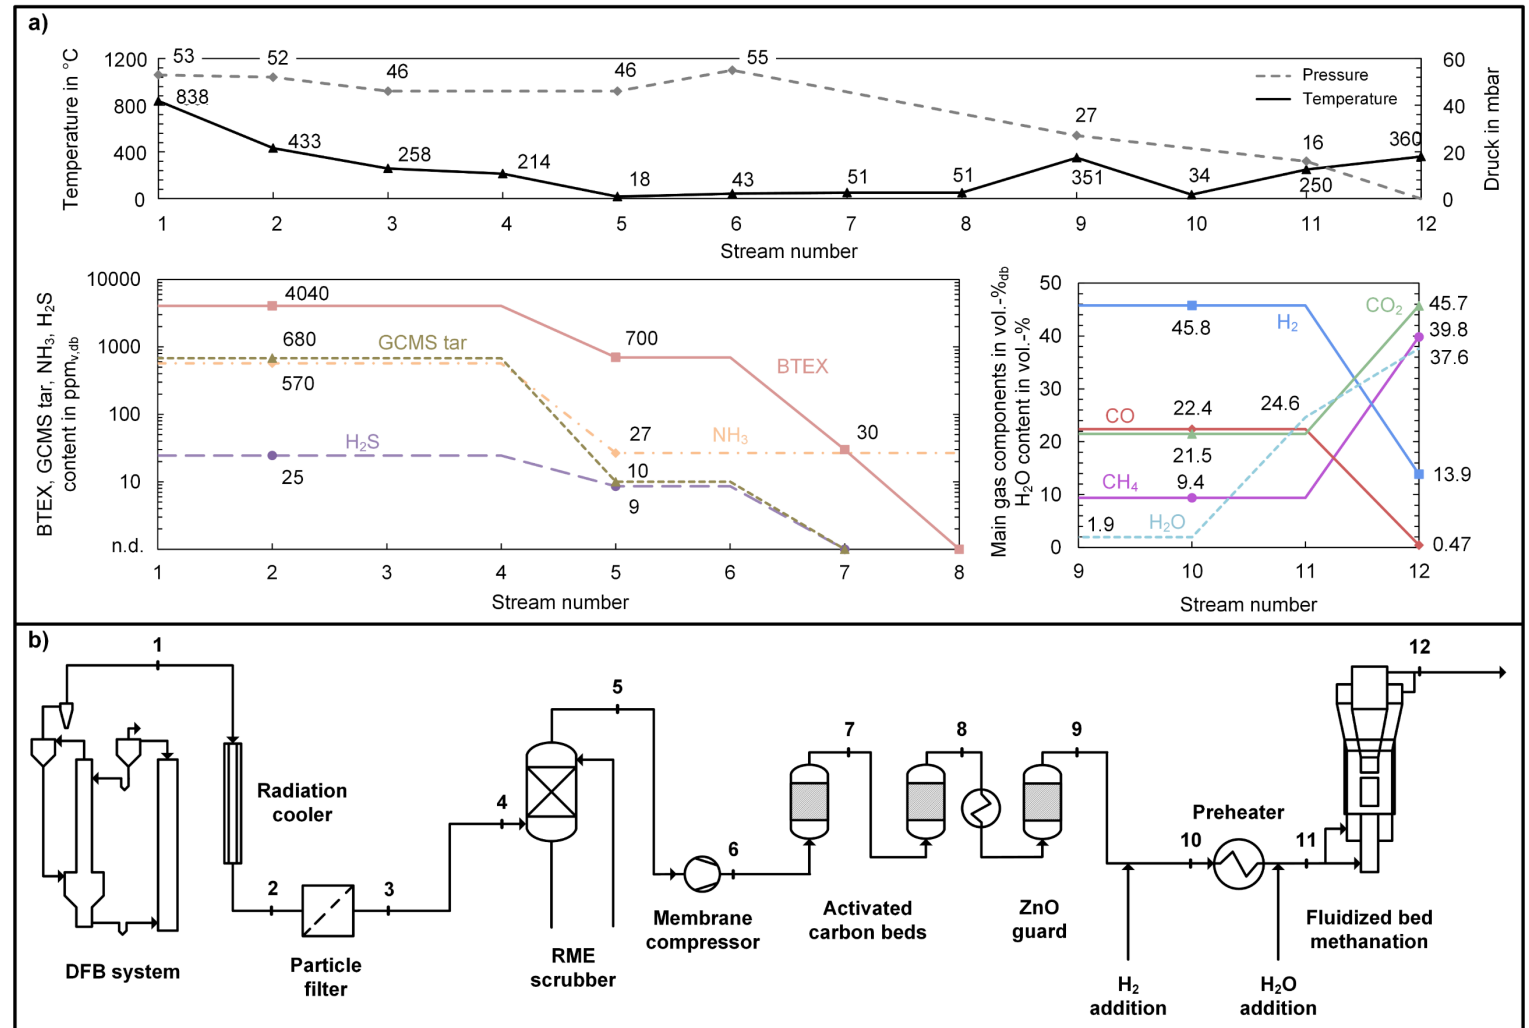 a)
Temperature in °C
1200
800
400
0
53
52
46
46
55
27
16
838
433
258
214
18
43
51
51
351
34
250
360
Pressure
Temperature
60
40
20
0
Druck in mbar
1 2 3 4 5 6 7 8 9 10 11 12
Stream number
BTEX, GCMS tar, NH3, H2S
content in ppmv,db
10000
1000
100
10
n.d.
4040
680
GCMS tar
570
H2S
25
700
BTEX
27
NH3
30
10
9
1 2 3 4 5 6 7 8
Stream number
Main gas components in vol.-%db
H2O content in vol.-%
50
40
30
20
10
0
45.8
H2
CO2
CO
22.4
24.6
21.5
CH4
9.4
1.9
H2O
45.7
39.8
37.6
13.9
0.47
9 10 11 12
Stream number
b)
1
2
3
4
5
6
7
8
9
10
11
12
DFB system
Radiation
cooler
Particle
filter
RME
scrubber
Membrane
compressor
Activated
carbon beds
ZnO
guard
Preheater
H2
addition
H2O
addition
Fluidized bed
methanation